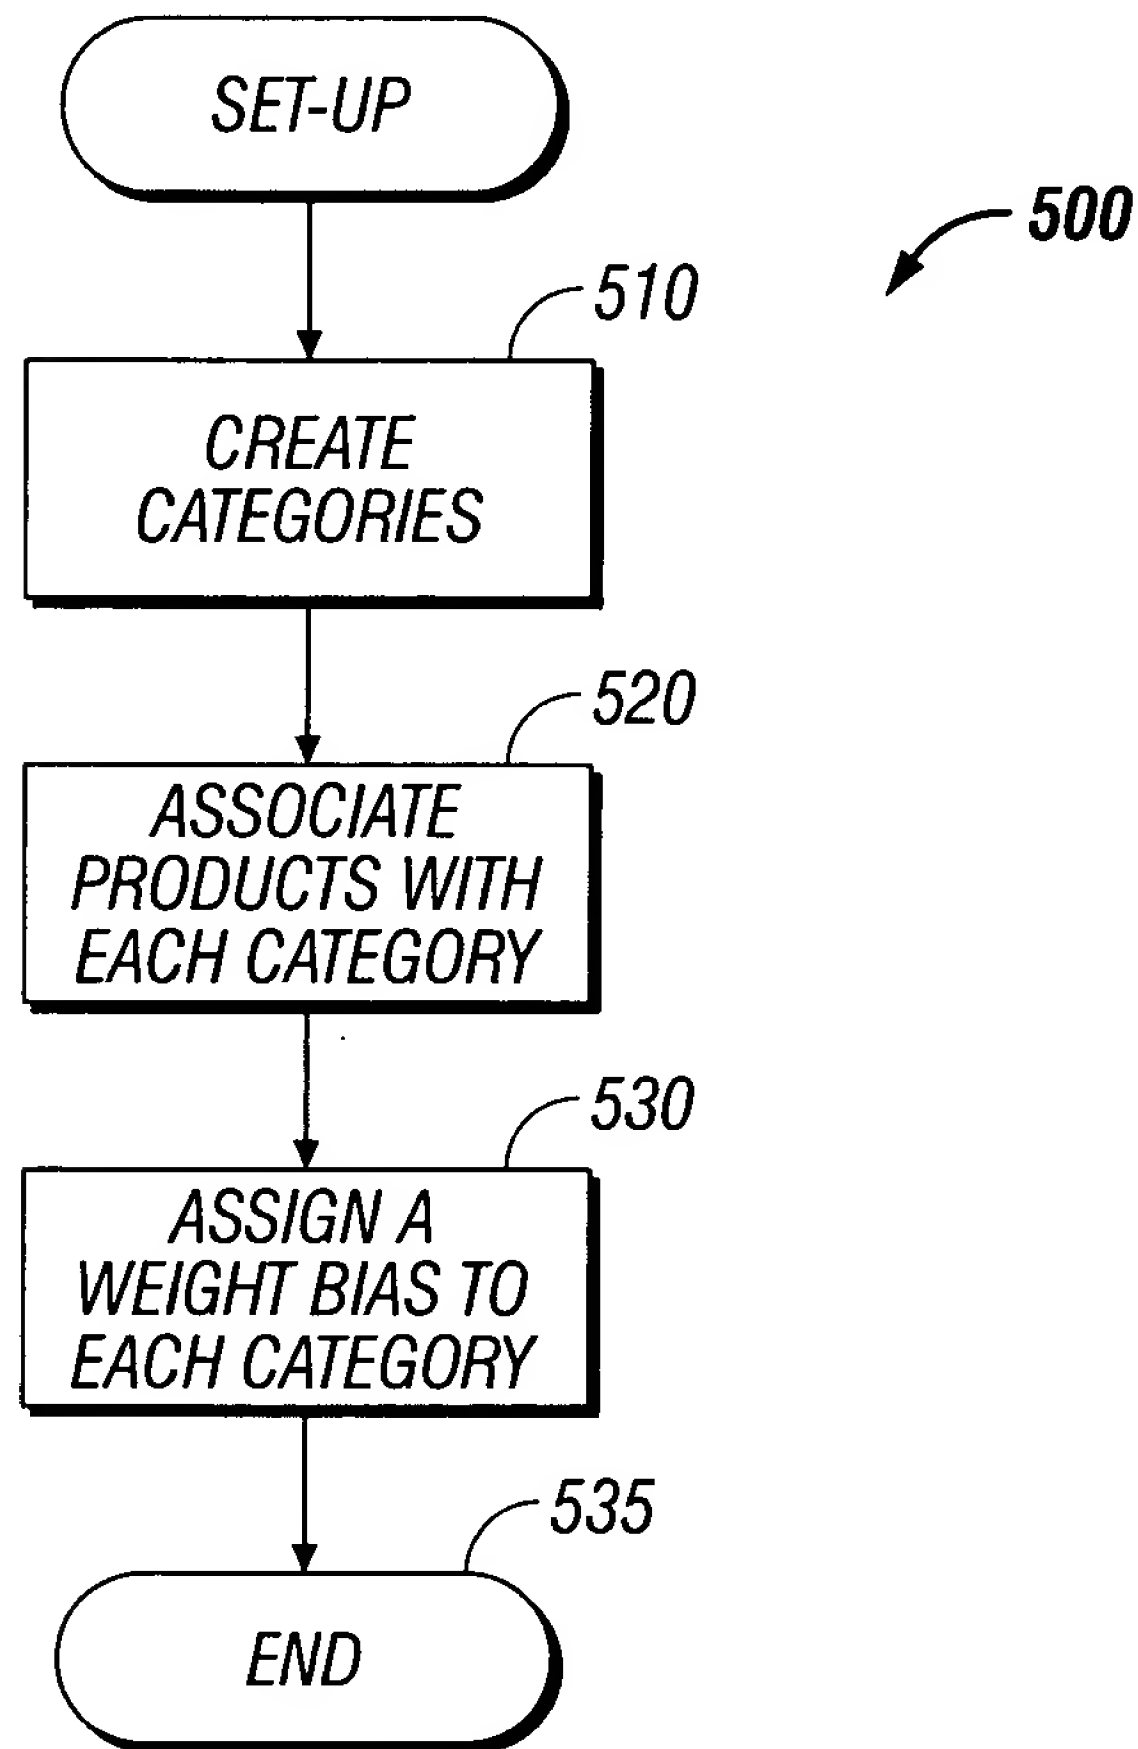 SET-UP
500
510
CREATE
CATEGORIES
520
ASSOCIATE
PRODUCTS WITH
EACH CATEGORY
530
ASSIGN A
WEIGHT BIAS TO
EACH CATEGORY
535
END